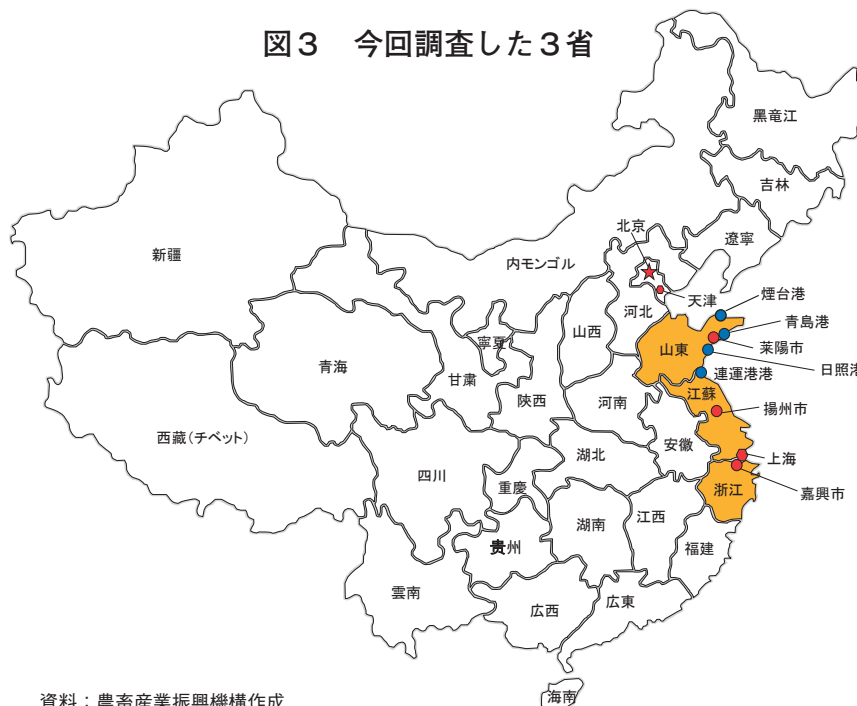 図3　今回調査した3省
黒竜江
吉林
遼寧
北京
新疆
内モンゴル
天津
煙台港
河北
青島港
山西
莱陽市
寧夏
山東
日照港
青海
連運港港
甘粛
江蘇
陝西
河南
揚州市
西藏(チベット)
安徽
湖北
上海
四川
重慶
浙江
嘉興市
江西
湖南
贵州
福建
雲南
広東
広西
海南
資料：農畜産業振興機構作成